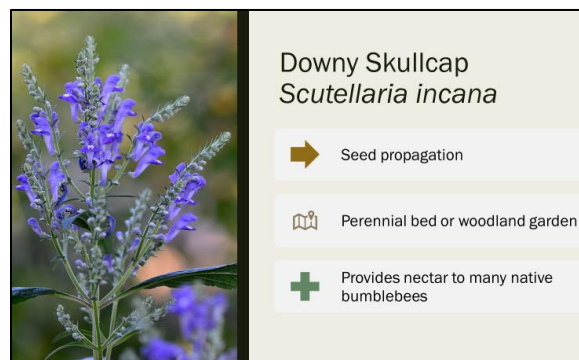 Downy Skullcap
Scutellaria incana
Seed propagation
Perennial bed or woodland garden
Provides nectar to many native
bumblebees